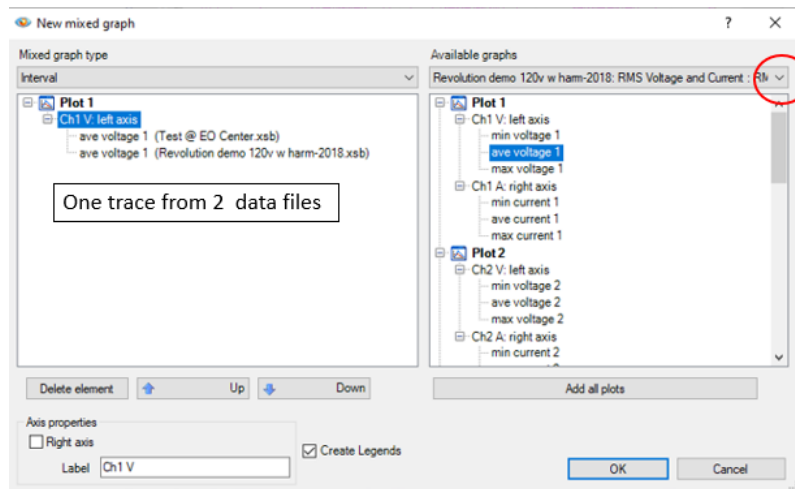 New mixed graph
Mixed graph type
Interval
Plot 1
Ch1 V: left axis
ave voltage 1 (Test @ EO Center.xsb)
ave voltage 1 (Revolution demo 120v w harm-2018.xsb)
One trace from 2 data files
Delete element
Up
Down
Axis properties
Right axis
Label
Ch1 V
Create Legends
Available graphs
Revolution demo 120v w harm-2018: RMS Voltage and Current :
Plot 1
Ch1 V: left axis
min voltage 1
ave voltage 1
max voltage 1
Ch1 A: right axis
min current 1
ave current 1
max current 1
Plot 2
Ch2 V: left axis
min voltage 2
ave voltage 2
max voltage 2
Ch2 A: right axis
min current 2
Add all plots
OK
Cancel